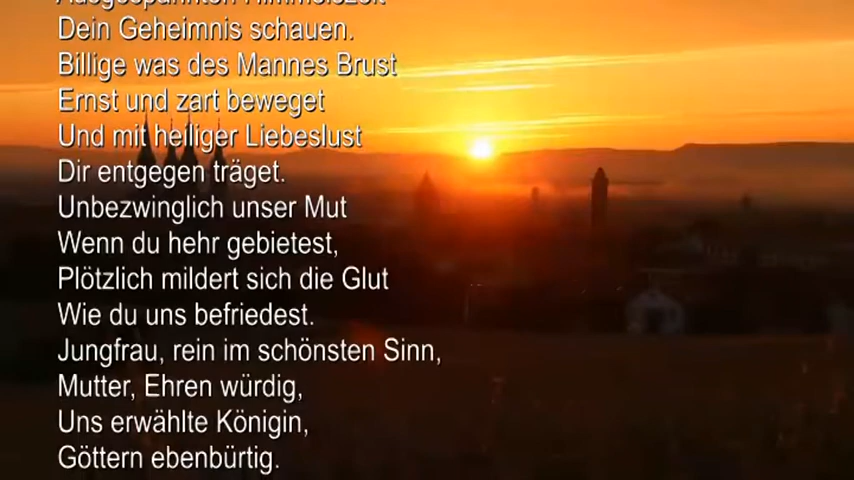 Ausgespannten Himmelszelt
Dein Geheimnis schauen.
Billige was des Mannes Brust
Ernst und zart beweget
Und mit heiliger Liebeslust
Dir entgegen träget.
Unbezwinglich unser Mut
Wenn du hehr gebietest,
Plötzlich mildert sich die Glut
Wie du uns befriedest.
Jungfrau, rein im schönsten Sinn,
Mutter, Ehren würdig,
Uns erwählte Königin,
Göttern ebenbürtig.